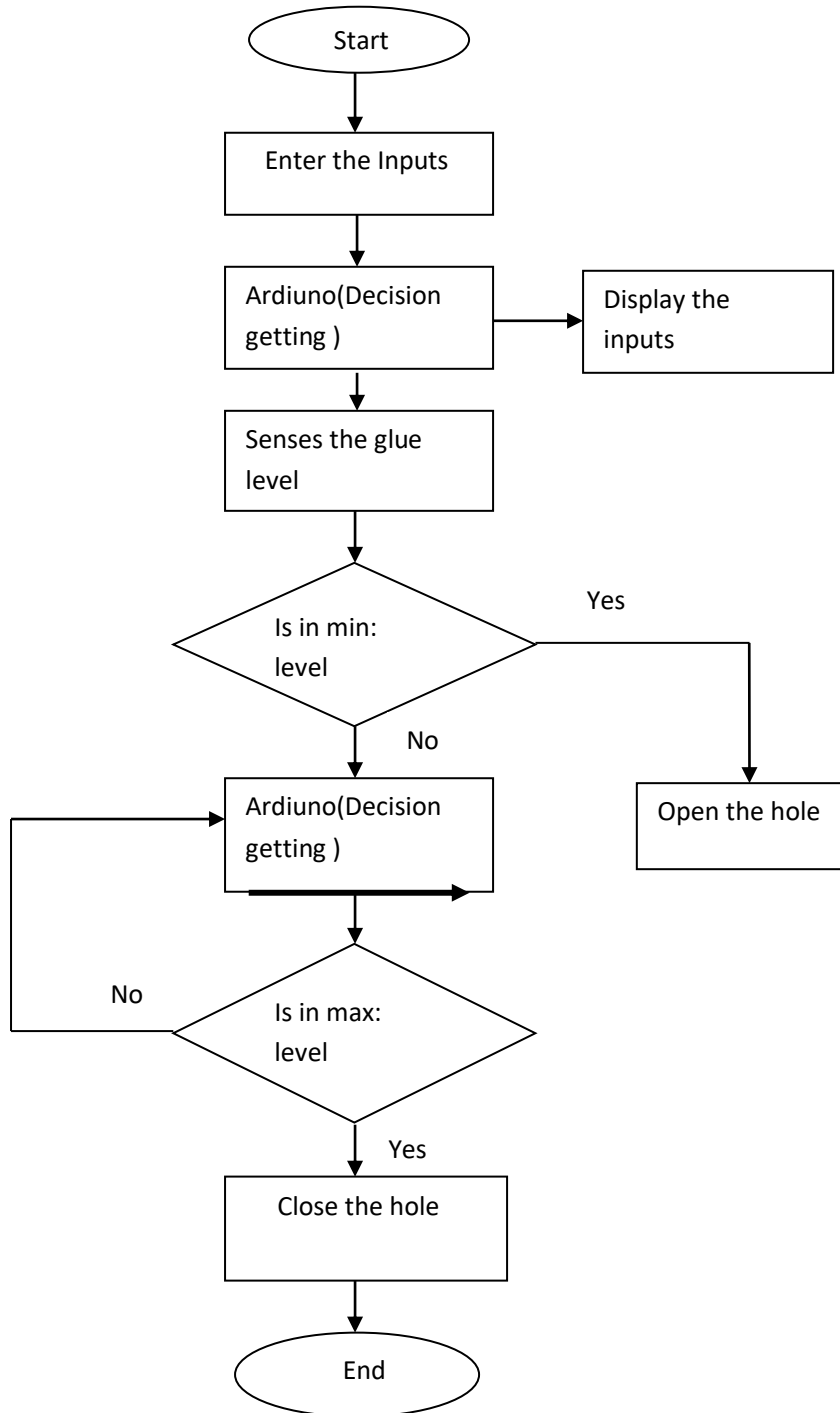 Start
Enter the Inputs
Ardiuno(Decision
getting )
Display the
inputs
Senses the glue
level
Is in min:
level
Yes
No
Ardiuno(Decision
getting )
Open the hole
No
Is in max:
level
Yes
Close the hole
End